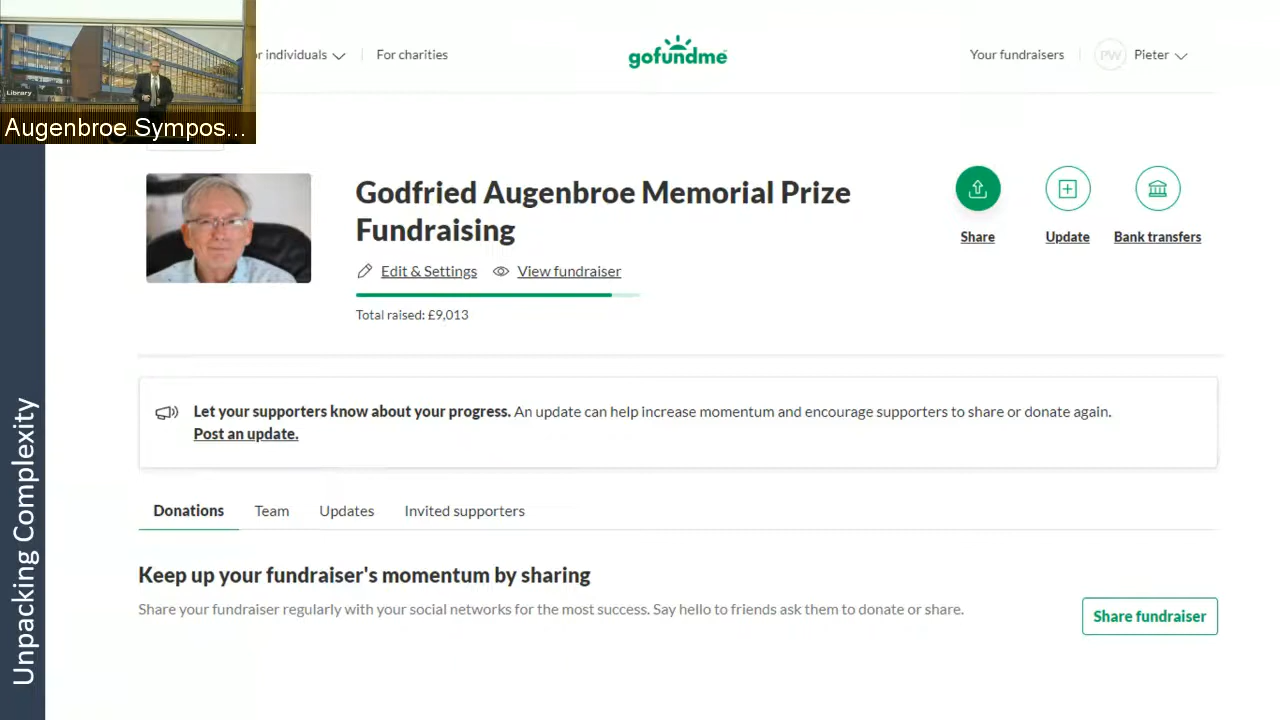 Library
Augenbroe Sympos...
or individuals
For charities
gofundme
Your fundraisers
PW
Pieter
Godfried Augenbroe Memorial Prize
Fundraising
Share
Update
Bank transfers
Edit & Settings
View fundraiser
Total raised: £9,013
Let your supporters know about your progress. An update can help increase momentum and encourage supporters to share or donate again.
Post an update.
Donations
Team
Updates
Invited supporters
Keep up your fundraiser's momentum by sharing
Share your fundraiser regularly with your social networks for the most success. Say hello to friends ask them to donate or share.
Share fundraiser
Unpacking Complexity